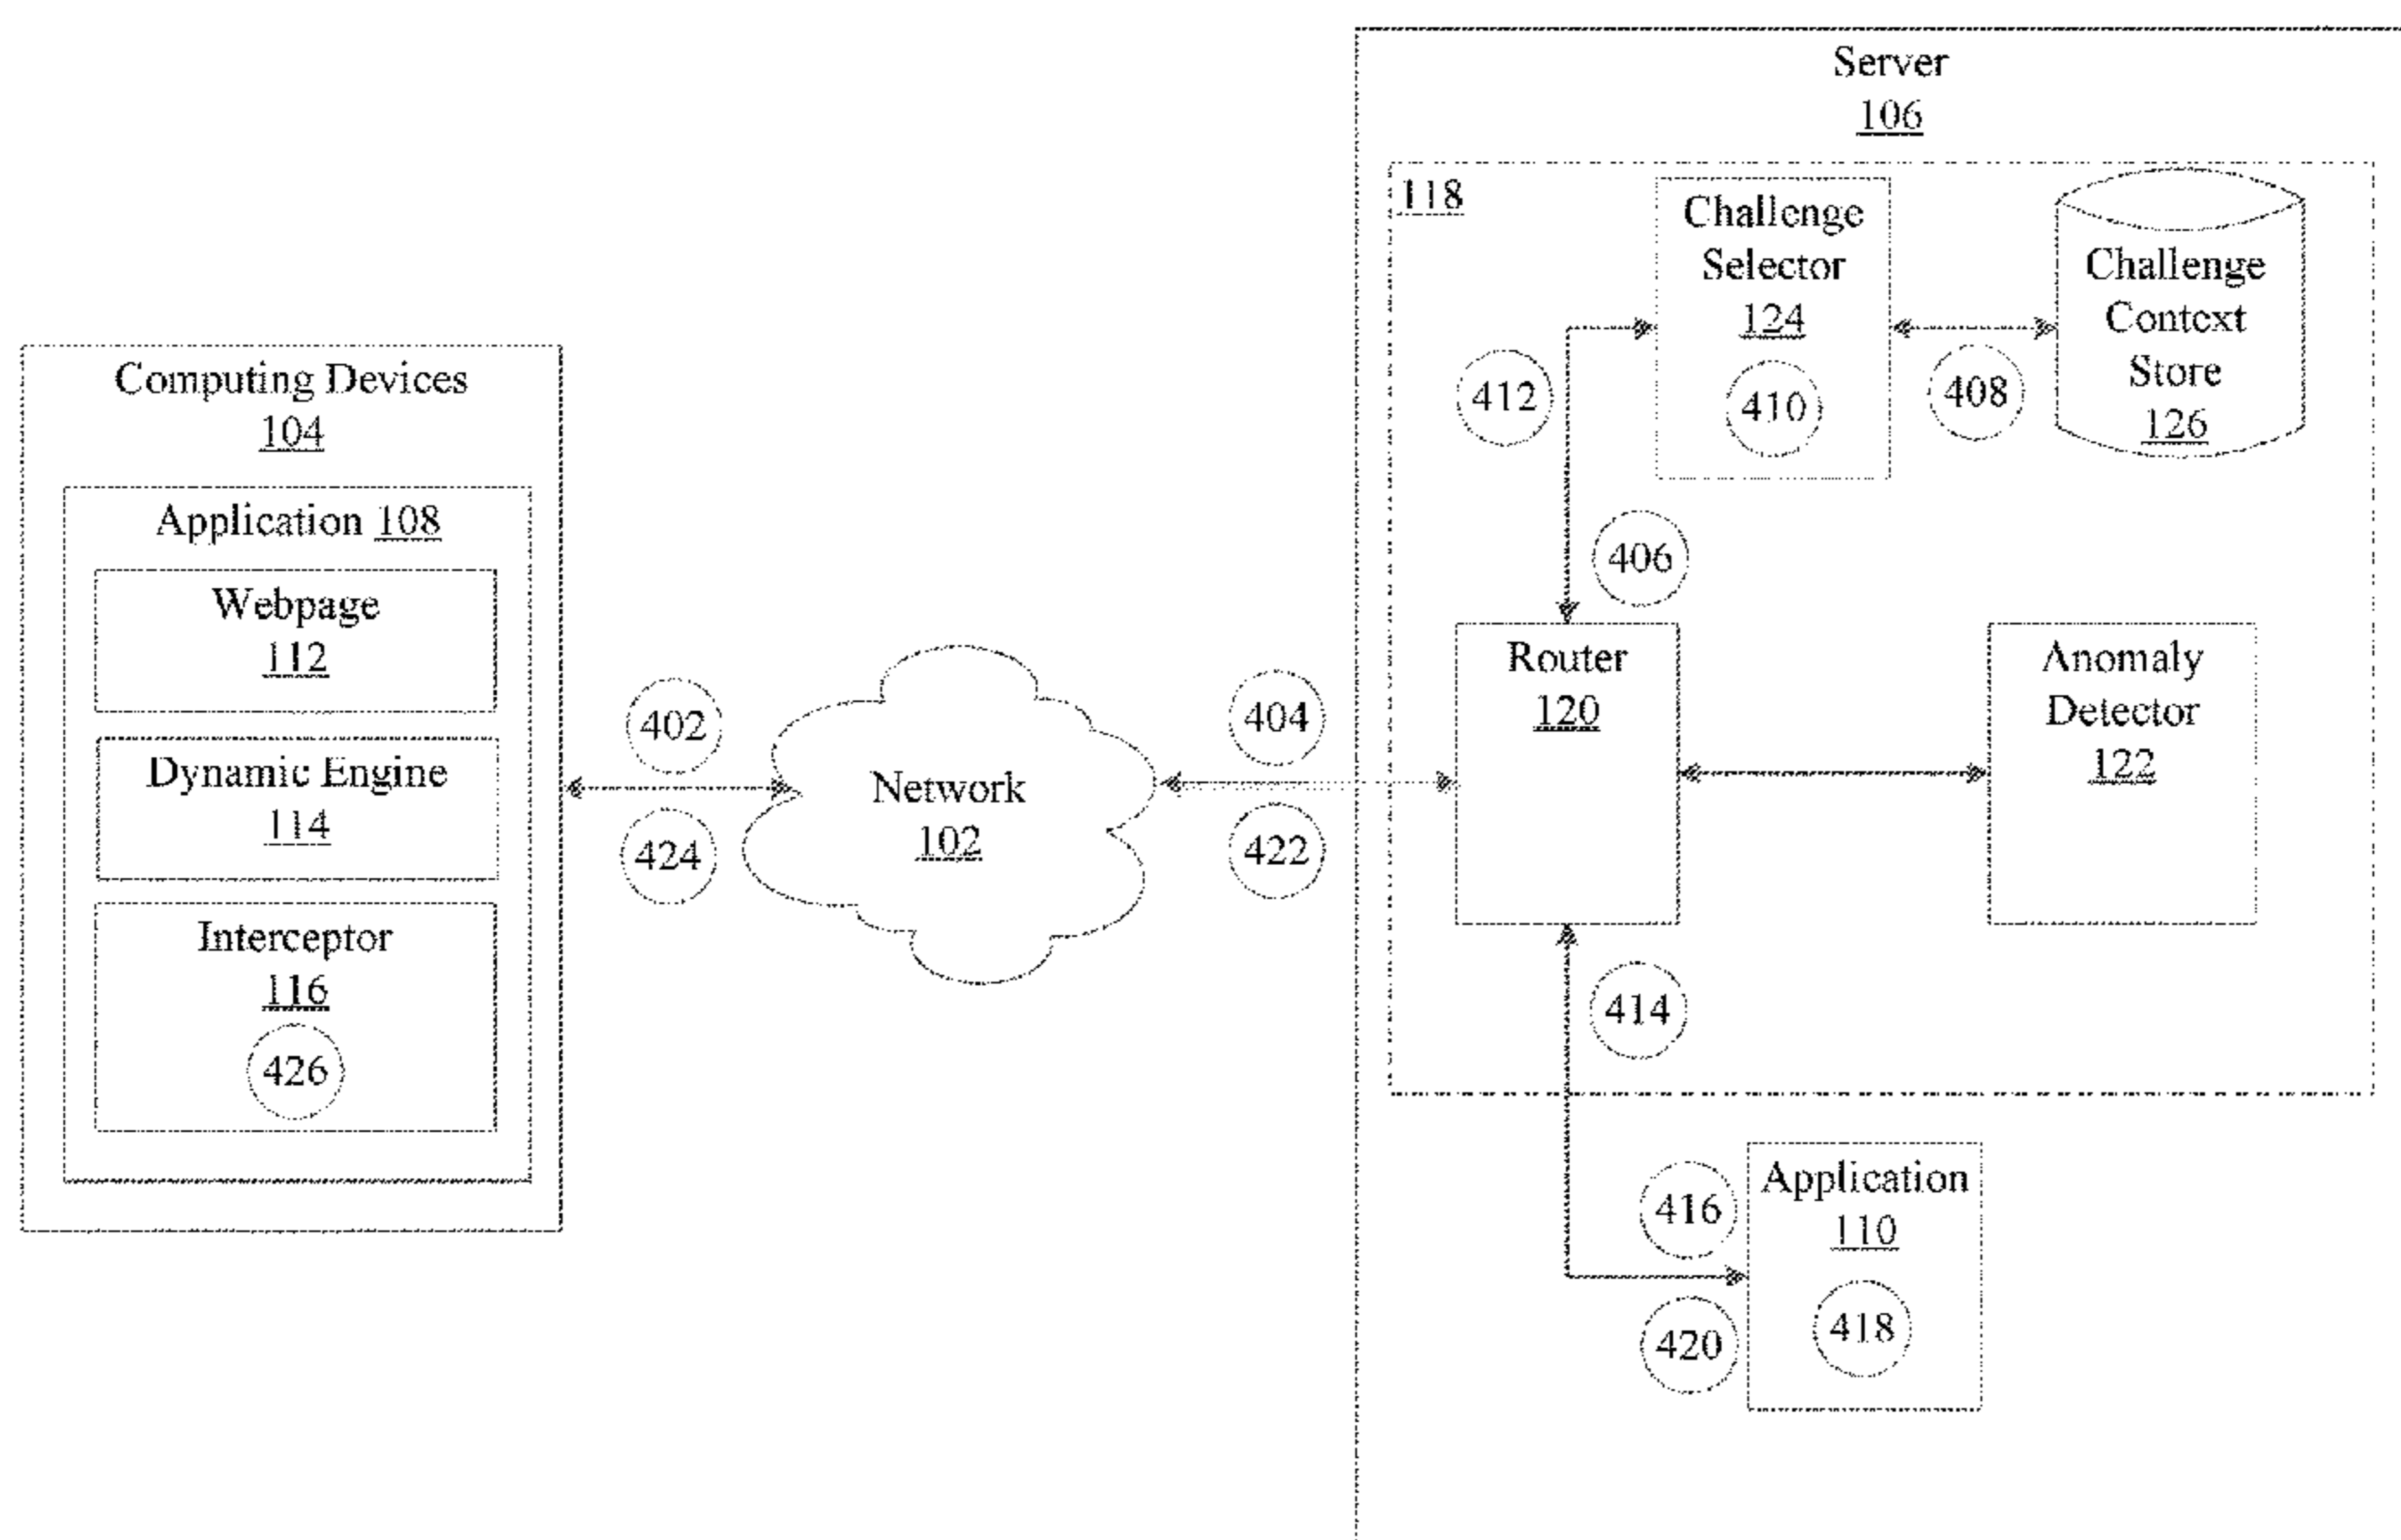 Server
106
118
Challenge
Selector
124
410
Challenge
Context
Store
126
408
412
406
Computing Devices
104
Application 108
Webpage
112
Dynamic Engine
114
Interceptor
116
426
402
424
Network
102
404
422
Router
120
Anomaly
Detector
122
414
416
420
Application
110
418